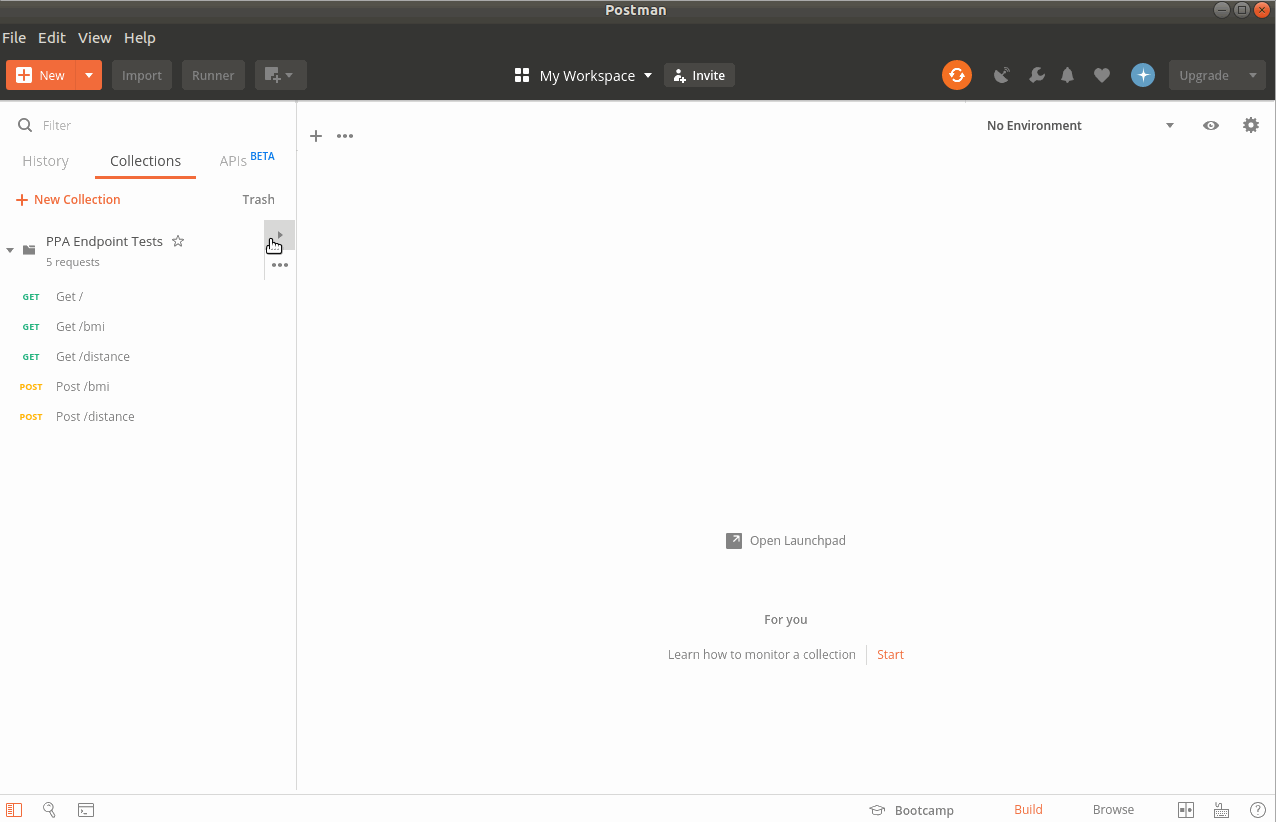 Postman
File Edit View Help
New Import Runner My Workspace Invite Upgrade
Filter
No Environment
History Collections APIs BETA
New Collection Trash
PPA Endpoint Tests
5 requests
GET Get /
GET Get /bmi
GET Get /distance
POST Post /bmi
POST Post /distance
Open Launchpad
For you
Learn how to monitor a collection Start
Bootcamp Build Browse